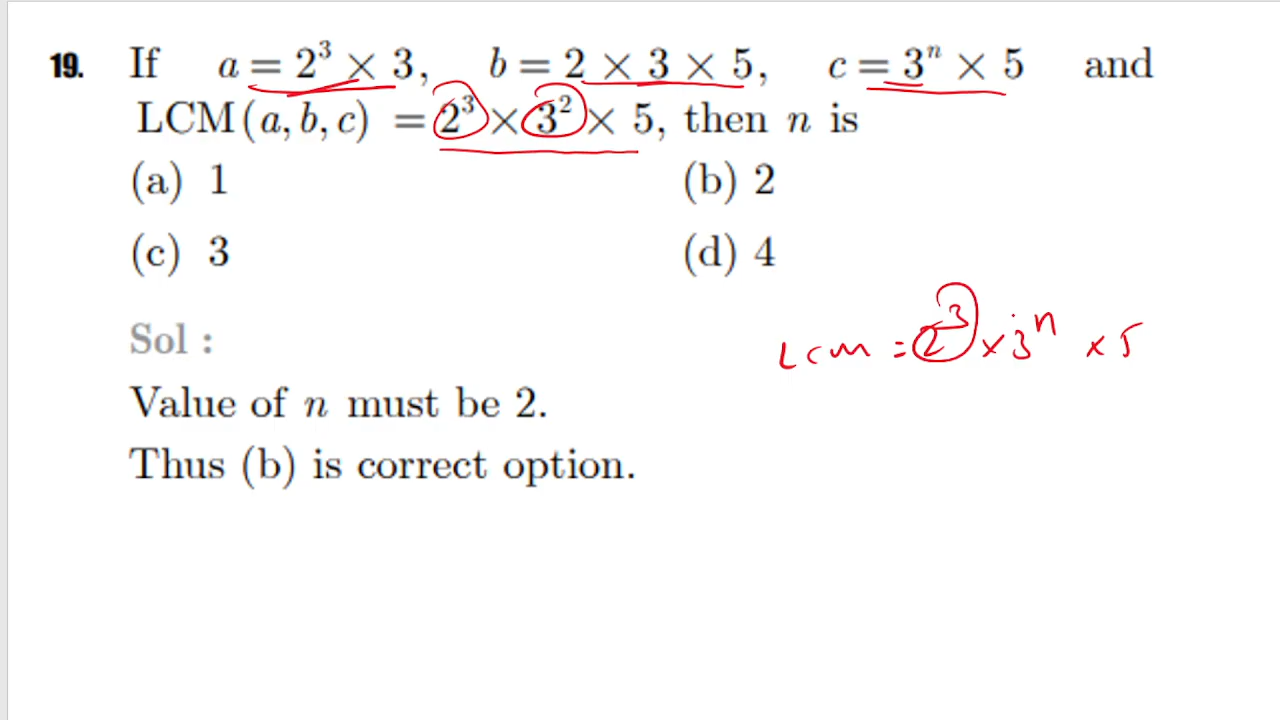 19. If a = 2³ × 3, b = 2 × 3 × 5, c = 3ⁿ × 5 and
LCM(a, b, c) = 2³ × 3² × 5, then n is
(a) 1 (b) 2
(c) 3 (d) 4
LCM = 2³ × 3ⁿ × 5
Sol :
Value of n must be 2.
Thus (b) is correct option.